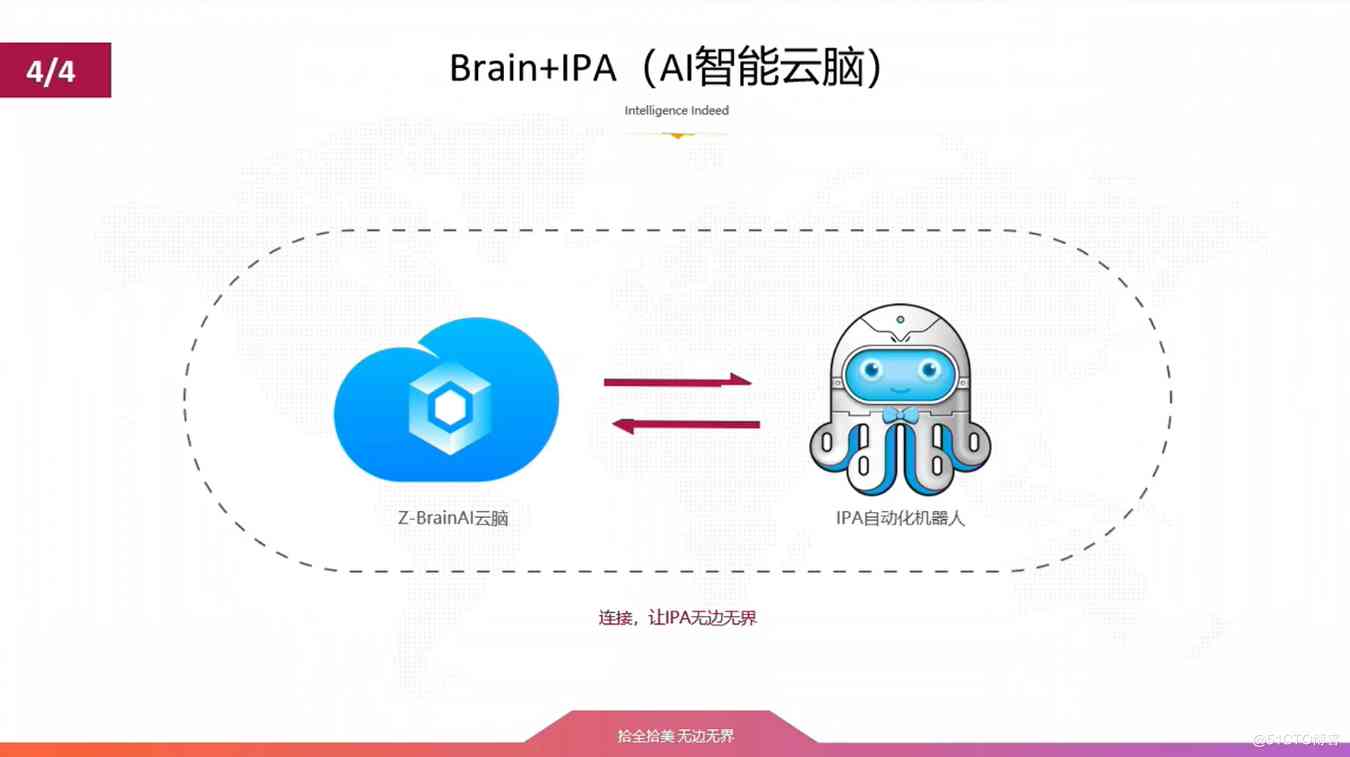 4/4
Brain+IPA（AI智能云脑）
Intelligence Indeed
Z-BrainAI云脑
IPA自动化机器人
连接，让IPA无边无界
拾全拾美 无边无界
@51CTO博客